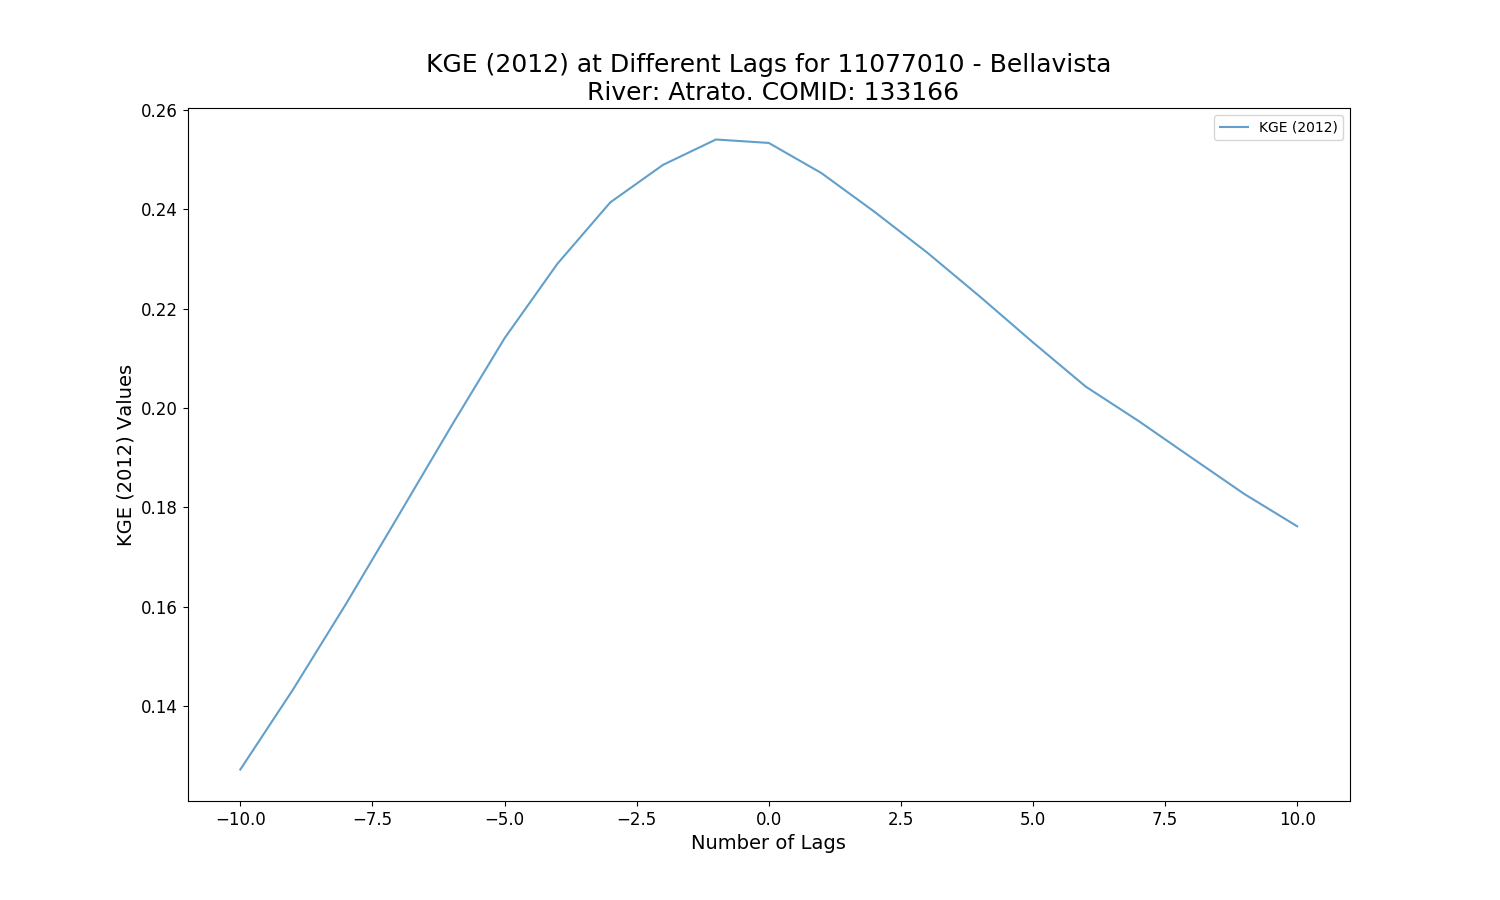 KGE (2012) at Different Lags for 11077010 - Bellavista
River: Atrato. COMID: 133166
KGE (2012)
KGE (2012) Values
0.26
0.24
0.22
0.20
0.18
0.16
0.14
−10.0 −7.5 −5.0 −2.5 0.0 2.5 5.0 7.5 10.0
Number of Lags